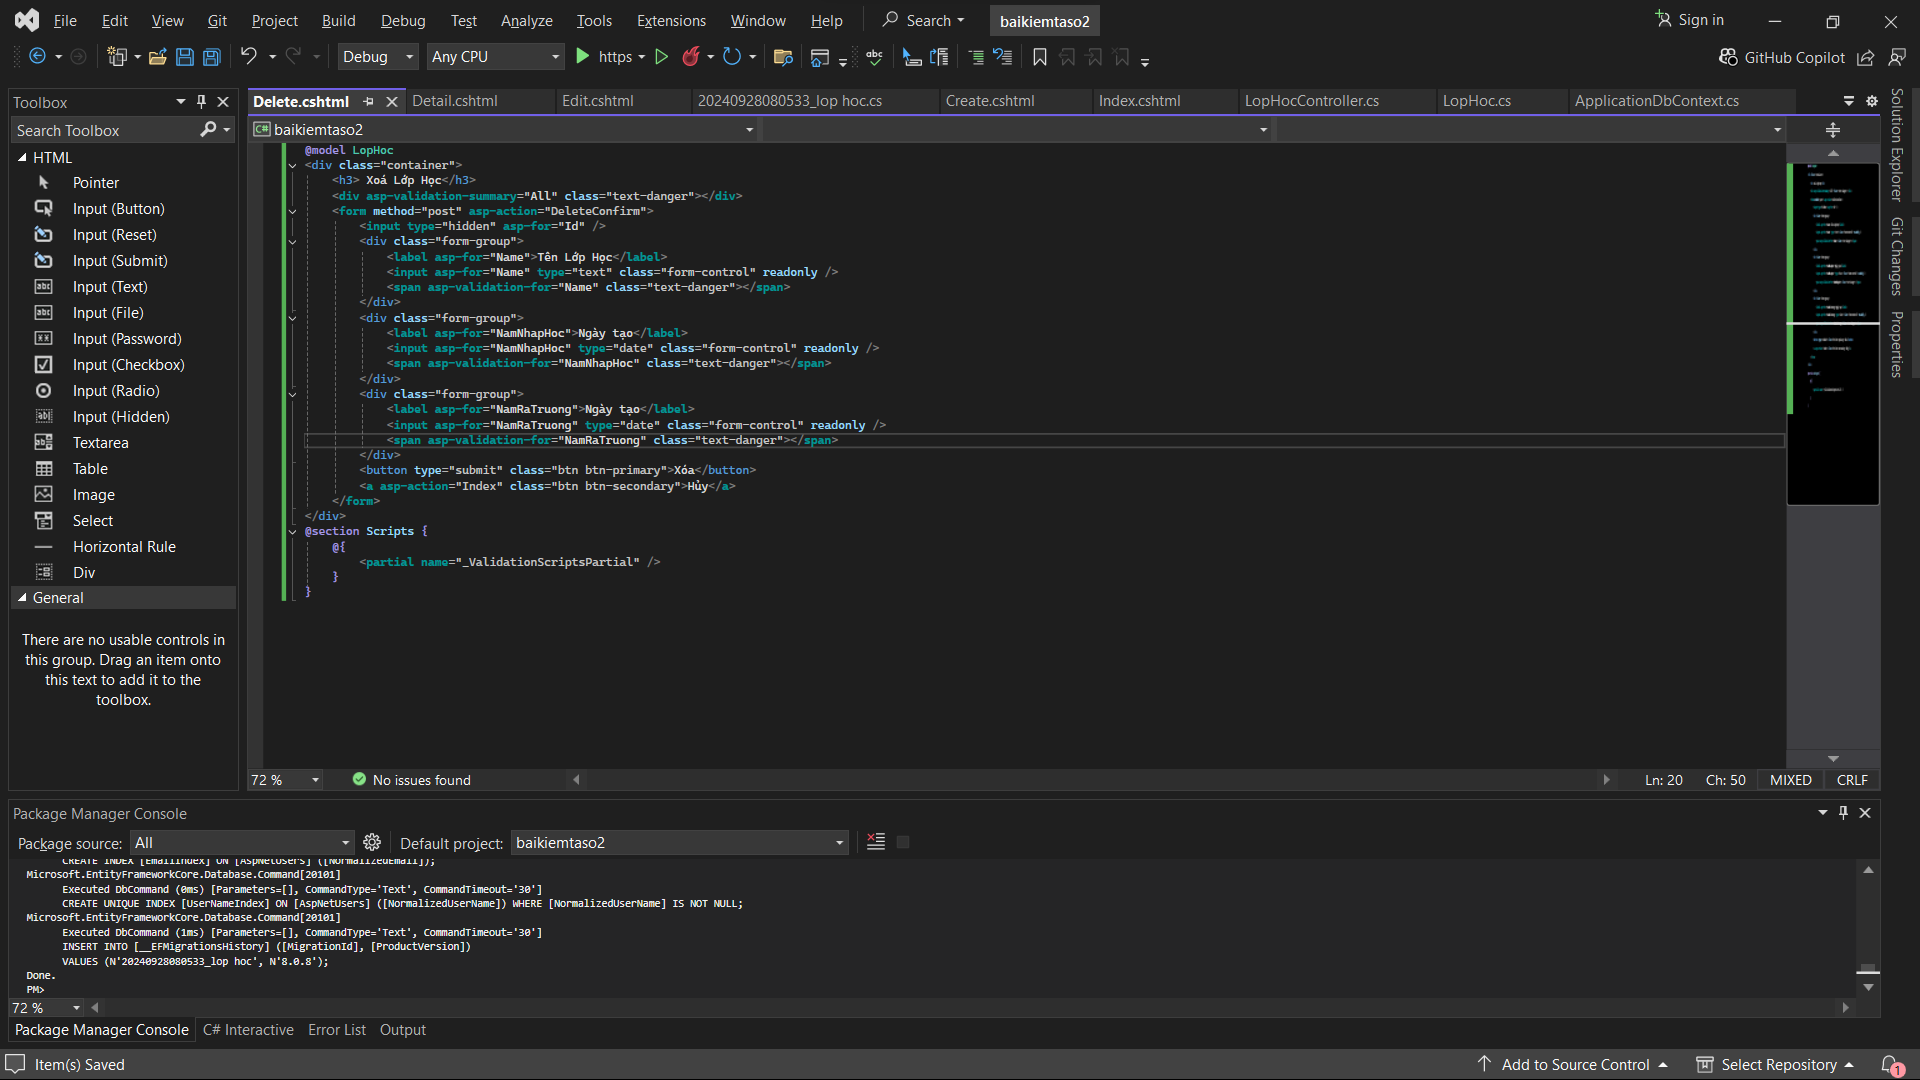 File Edit View Git Project Build Debug Test Analyze Tools Extensions Window Help Search baikiemtaso2 Sign in
Debug Any CPU https GitHub Copilot
Toolbox
Search Toolbox
HTML
Pointer
Input (Button)
Input (Reset)
Input (Submit)
Input (Text)
Input (File)
Input (Password)
Input (Checkbox)
Input (Radio)
Input (Hidden)
Textarea
Table
Image
Select
Horizontal Rule
Div
General
There are no usable controls in
this group. Drag an item onto
this text to add it to the
toolbox.
Delete.cshtml Detail.cshtml Edit.cshtml 20240928080533_lop hoc.cs Create.cshtml Index.cshtml LopHocController.cs LopHoc.cs ApplicationDbContext.cs
baikiemtaso2
@model LopHoc
<div class="container">
<h3> Xoá Lớp Học</h3>
<div asp-validation-summary="All" class="text-danger"></div>
<form method="post" asp-action="DeleteConfirm">
<input type="hidden" asp-for="Id" />
<div class="form-group">
<label asp-for="Name">Tên Lớp Học</label>
<input asp-for="Name" type="text" class="form-control" readonly />
<span asp-validation-for="Name" class="text-danger"></span>
</div>
<div class="form-group">
<label asp-for="NamNhapHoc">Ngày tạo</label>
<input asp-for="NamNhapHoc" type="date" class="form-control" readonly />
<span asp-validation-for="NamNhapHoc" class="text-danger"></span>
</div>
<div class="form-group">
<label asp-for="NamRaTruong">Ngày tạo</label>
<input asp-for="NamRaTruong" type="date" class="form-control" readonly />
<span asp-validation-for="NamRaTruong" class="text-danger"></span>
</div>
<button type="submit" class="btn btn-primary">Xóa</button>
<a asp-action="Index" class="btn btn-secondary">Hủy</a>
</form>
</div>
@section Scripts {
@{
<partial name="_ValidationScriptsPartial" />
}
}
72 % No issues found Ln: 20 Ch: 50 MIXED CRLF
Solution Explorer
Git Changes
Properties
Package Manager Console
Package source: All Default project: baikiemtaso2
CREATE INDEX [EmailIndex] ON [AspNetUsers] ([NormalizedEmail]);
Microsoft.EntityFrameworkCore.Database.Command[20101]
Executed DbCommand (0ms) [Parameters=[], CommandType='Text', CommandTimeout='30']
CREATE UNIQUE INDEX [UserNameIndex] ON [AspNetUsers] ([NormalizedUserName]) WHERE [NormalizedUserName] IS NOT NULL;
Microsoft.EntityFrameworkCore.Database.Command[20101]
Executed DbCommand (1ms) [Parameters=[], CommandType='Text', CommandTimeout='30']
INSERT INTO [__EFMigrationsHistory] ([MigrationId], [ProductVersion])
VALUES (N'20240928080533_lop hoc', N'8.0.8');
Done.
PM>
72 %
Package Manager Console C# Interactive Error List Output
Item(s) Saved Add to Source Control Select Repository 1